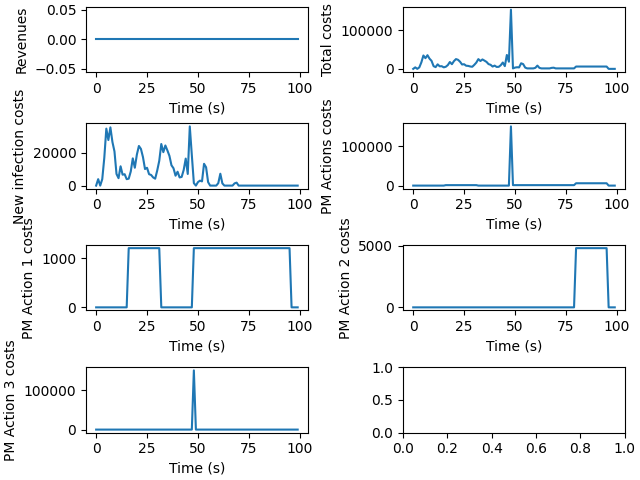 Revenues
0.05
0.00
−0.05
0 25 50 75 100
Time (s)
Total costs
100000
0
0 25 50 75 100
Time (s)
New infection costs
20000
0
0 25 50 75 100
Time (s)
PM Actions costs
100000
0
0 25 50 75 100
Time (s)
PM Action 1 costs
1000
0
0 25 50 75 100
Time (s)
PM Action 2 costs
5000
0
0 25 50 75 100
Time (s)
PM Action 3 costs
100000
0
0 25 50 75 100
Time (s)
1.0
0.5
0.0
0.0 0.2 0.4 0.6 0.8 1.0